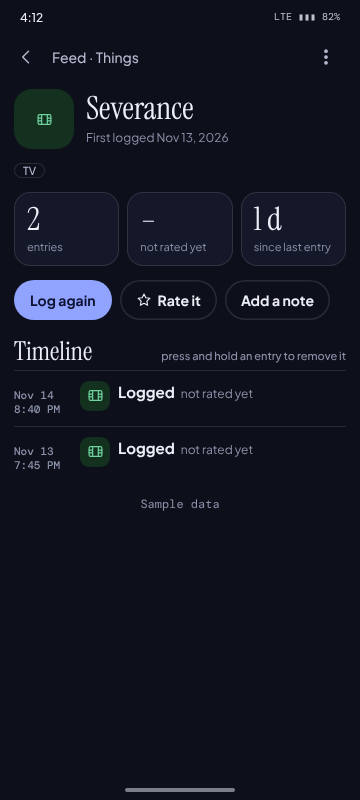 4:12
LTE ▮▮▮ 82%
Feed · Things
Severance
First logged Nov 13, 2026
TV
2
entries
–
not rated yet
1 d
since last entry
Log again
Rate it
Add a note
Timeline
press and hold an entry to remove it
Nov 14
8:40 PM
Logged not rated yet
Nov 13
7:45 PM
Logged not rated yet
Sample data